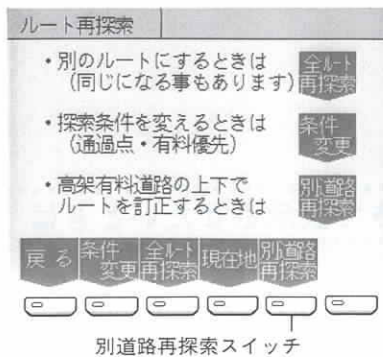 ルート再探索
・別のルートにするときは
（同じになる事もあります）
全ルート
再探索
・探索条件を変えるときは
（通過点・有料優先）
条件
変更
・高架有料道路の上下で
ルートを訂正するときは
別道路
再探索
戻る
条件
変更
全ルート
再探索
現在地
別道路
再探索
別道路再探索スイッチ